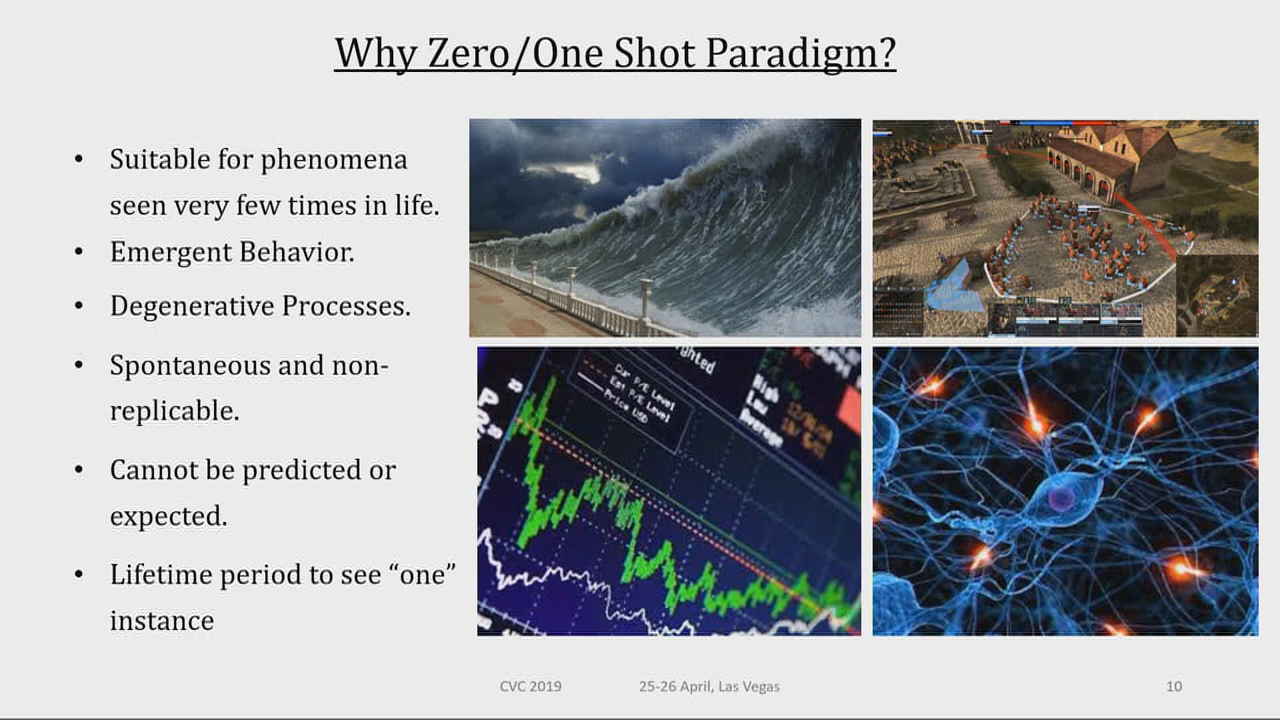 Why Zero/One Shot Paradigm?
• Suitable for phenomena
seen very few times in life.
• Emergent Behavior.
• Degenerative Processes.
• Spontaneous and non-
replicable.
• Cannot be predicted or
expected.
• Lifetime period to see “one”
instance
ghted
Cur P/E Level
Est P/E Level
Price USD
High
Low
Average
CVC 2019
25-26 April, Las Vegas
10